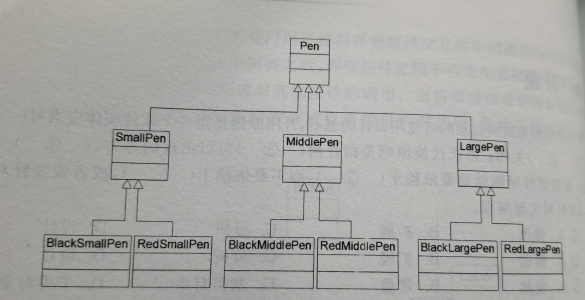 Pen
SmallPen
MiddlePen
LargePen
BlackSmallPen
RedSmallPen
BlackMiddlePen
RedMiddlePen
BlackLargePen
RedLargePen